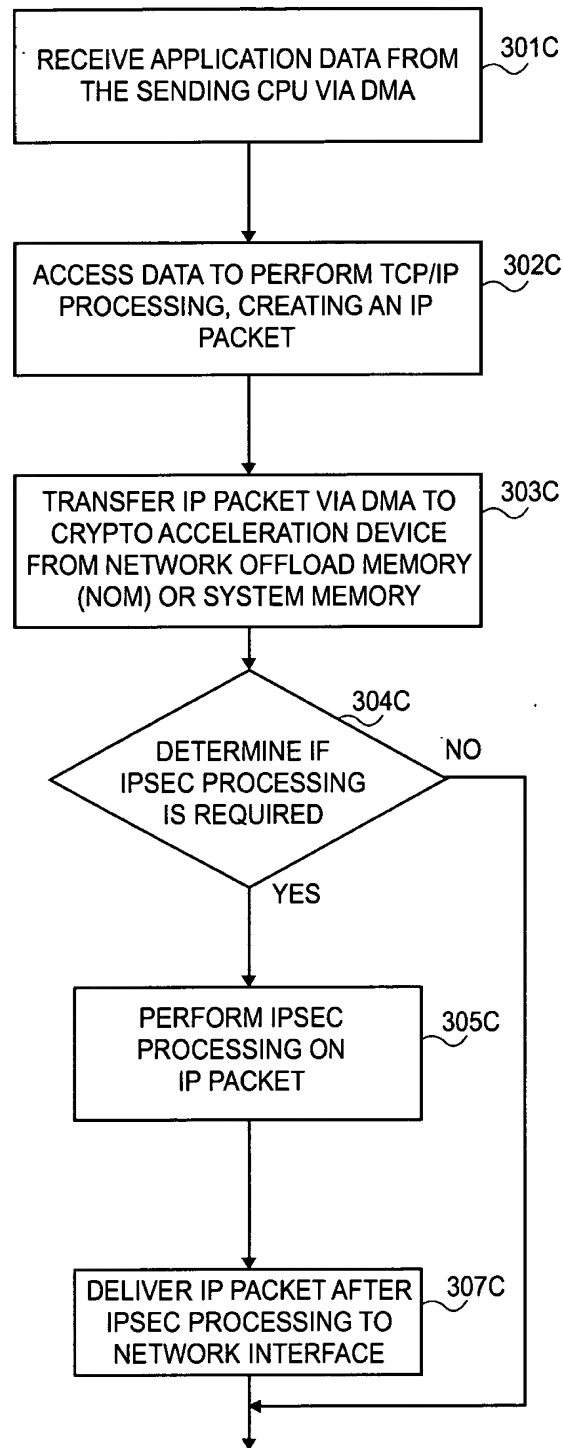 RECEIVE APPLICATION DATA FROM
THE SENDING CPU VIA DMA
301C
ACCESS DATA TO PERFORM TCP/IP
PROCESSING, CREATING AN IP
PACKET
302C
TRANSFER IP PACKET VIA DMA TO
CRYPTO ACCELERATION DEVICE
FROM NETWORK OFFLOAD MEMORY
(NOM) OR SYSTEM MEMORY
303C
304C
DETERMINE IF
IPSEC PROCESSING
IS REQUIRED
NO
YES
PERFORM IPSEC
PROCESSING ON
IP PACKET
305C
DELIVER IP PACKET AFTER
IPSEC PROCESSING TO
NETWORK INTERFACE
307C